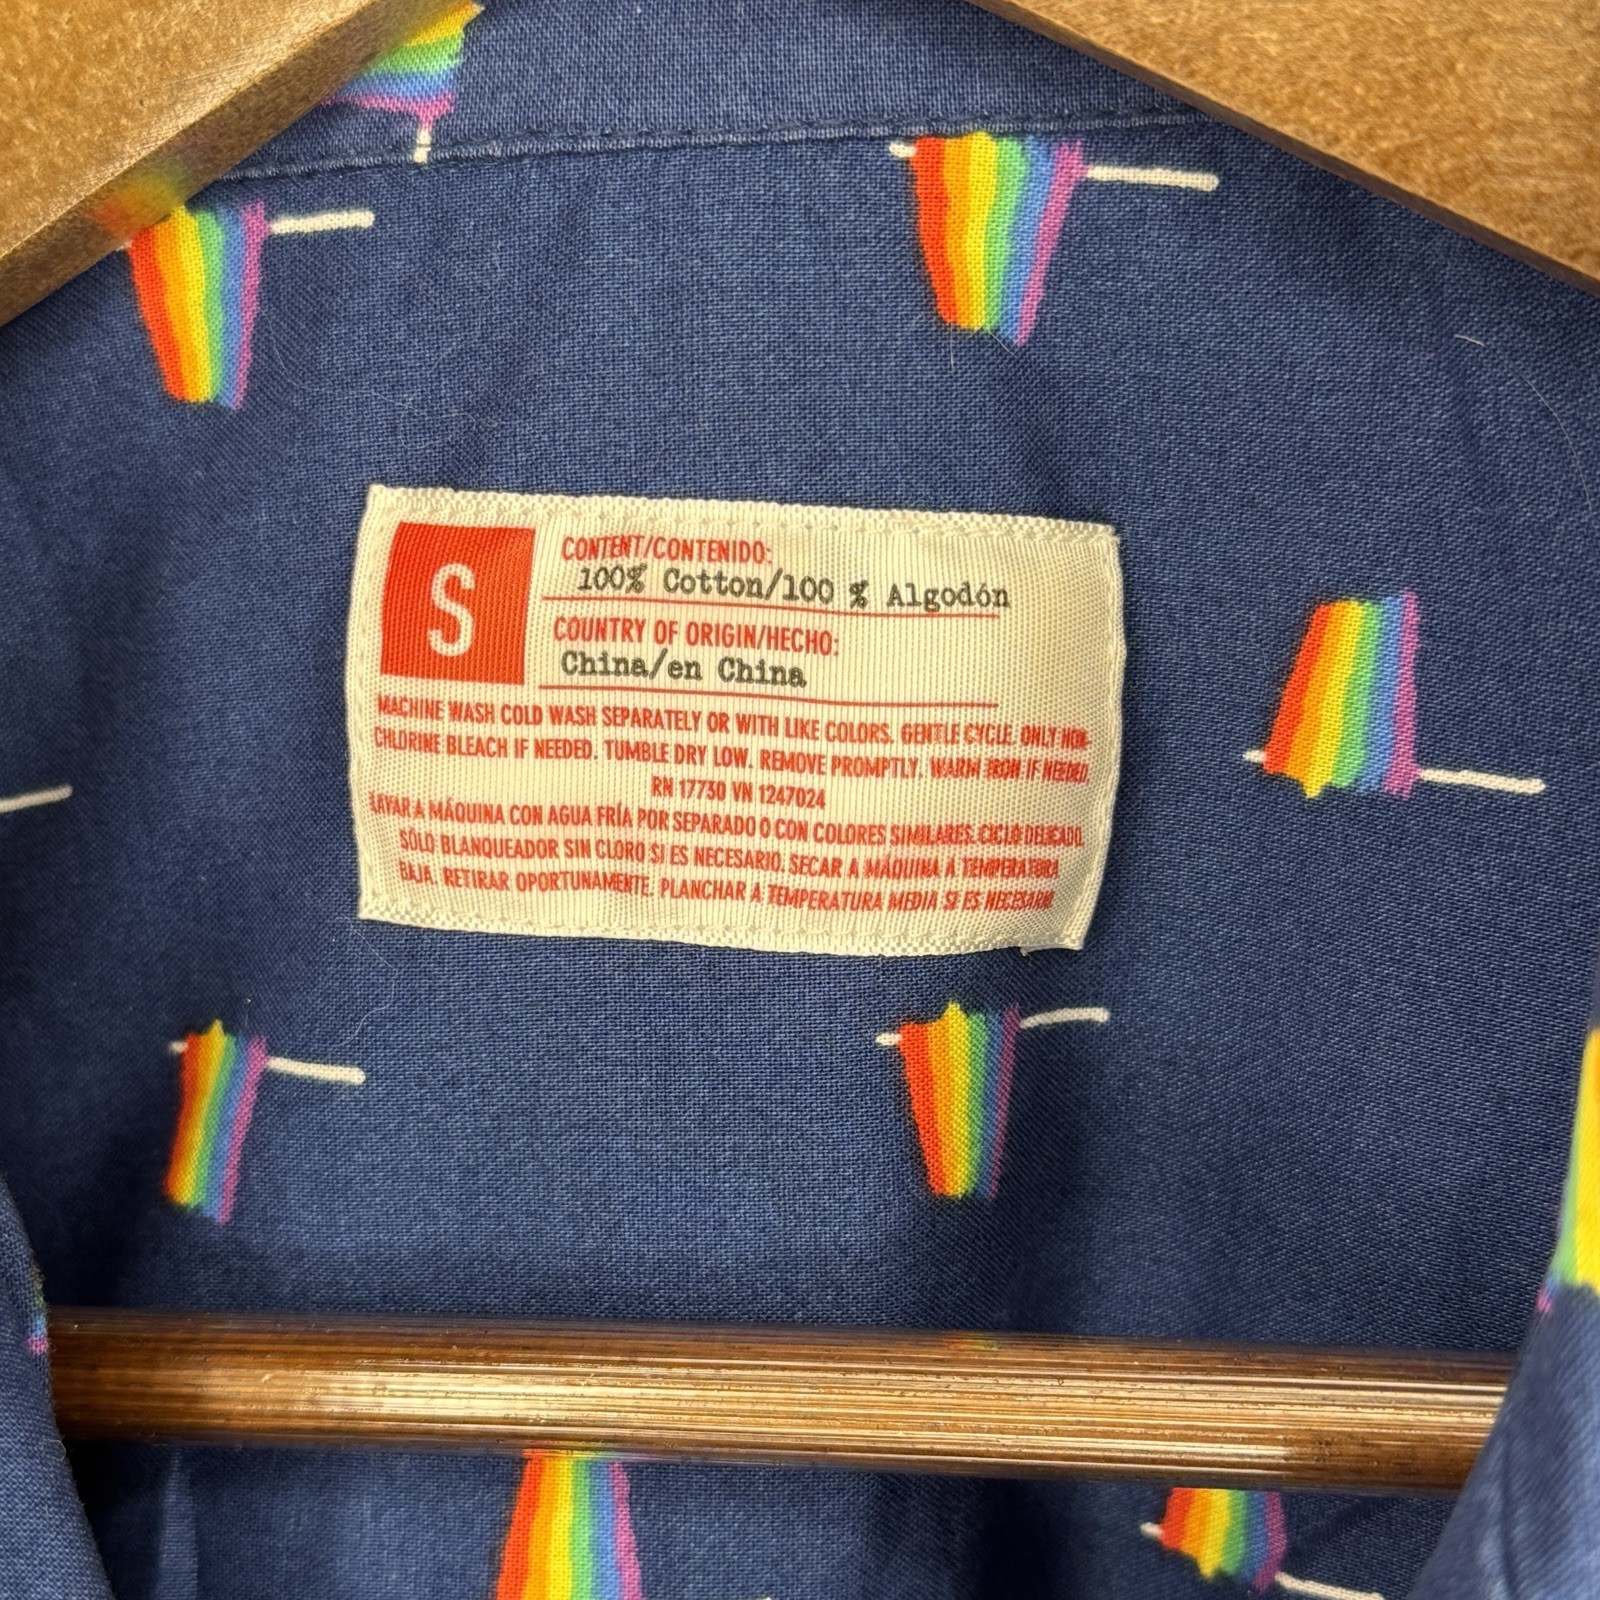 S
CONTENT/CONTENIDO:
100% Cotton/100 % Algodón
COUNTRY OF ORIGIN/HECHO:
China/en China
MACHINE WASH COLD WASH SEPARATELY OR WITH LIKE COLORS. GENTLE CYCLE. ONLY NON-
CHLORINE BLEACH IF NEEDED. TUMBLE DRY LOW. REMOVE PROMPTLY. WARM IRON IF NEEDED
RN 17730 VN 1247024
LAVAR A MÁQUINA CON AGUA FRÍA POR SEPARADO O CON COLORES SIMILARES. CICLO DELICADO.
SÓLO BLANQUEADOR SIN CLORO SI ES NECESARIO. SECAR A MÁQUINA A TEMPERATURA
BAJA. RETIRAR OPORTUNAMENTE. PLANCHAR A TEMPERATURA MEDIA SI ES NECESARIO